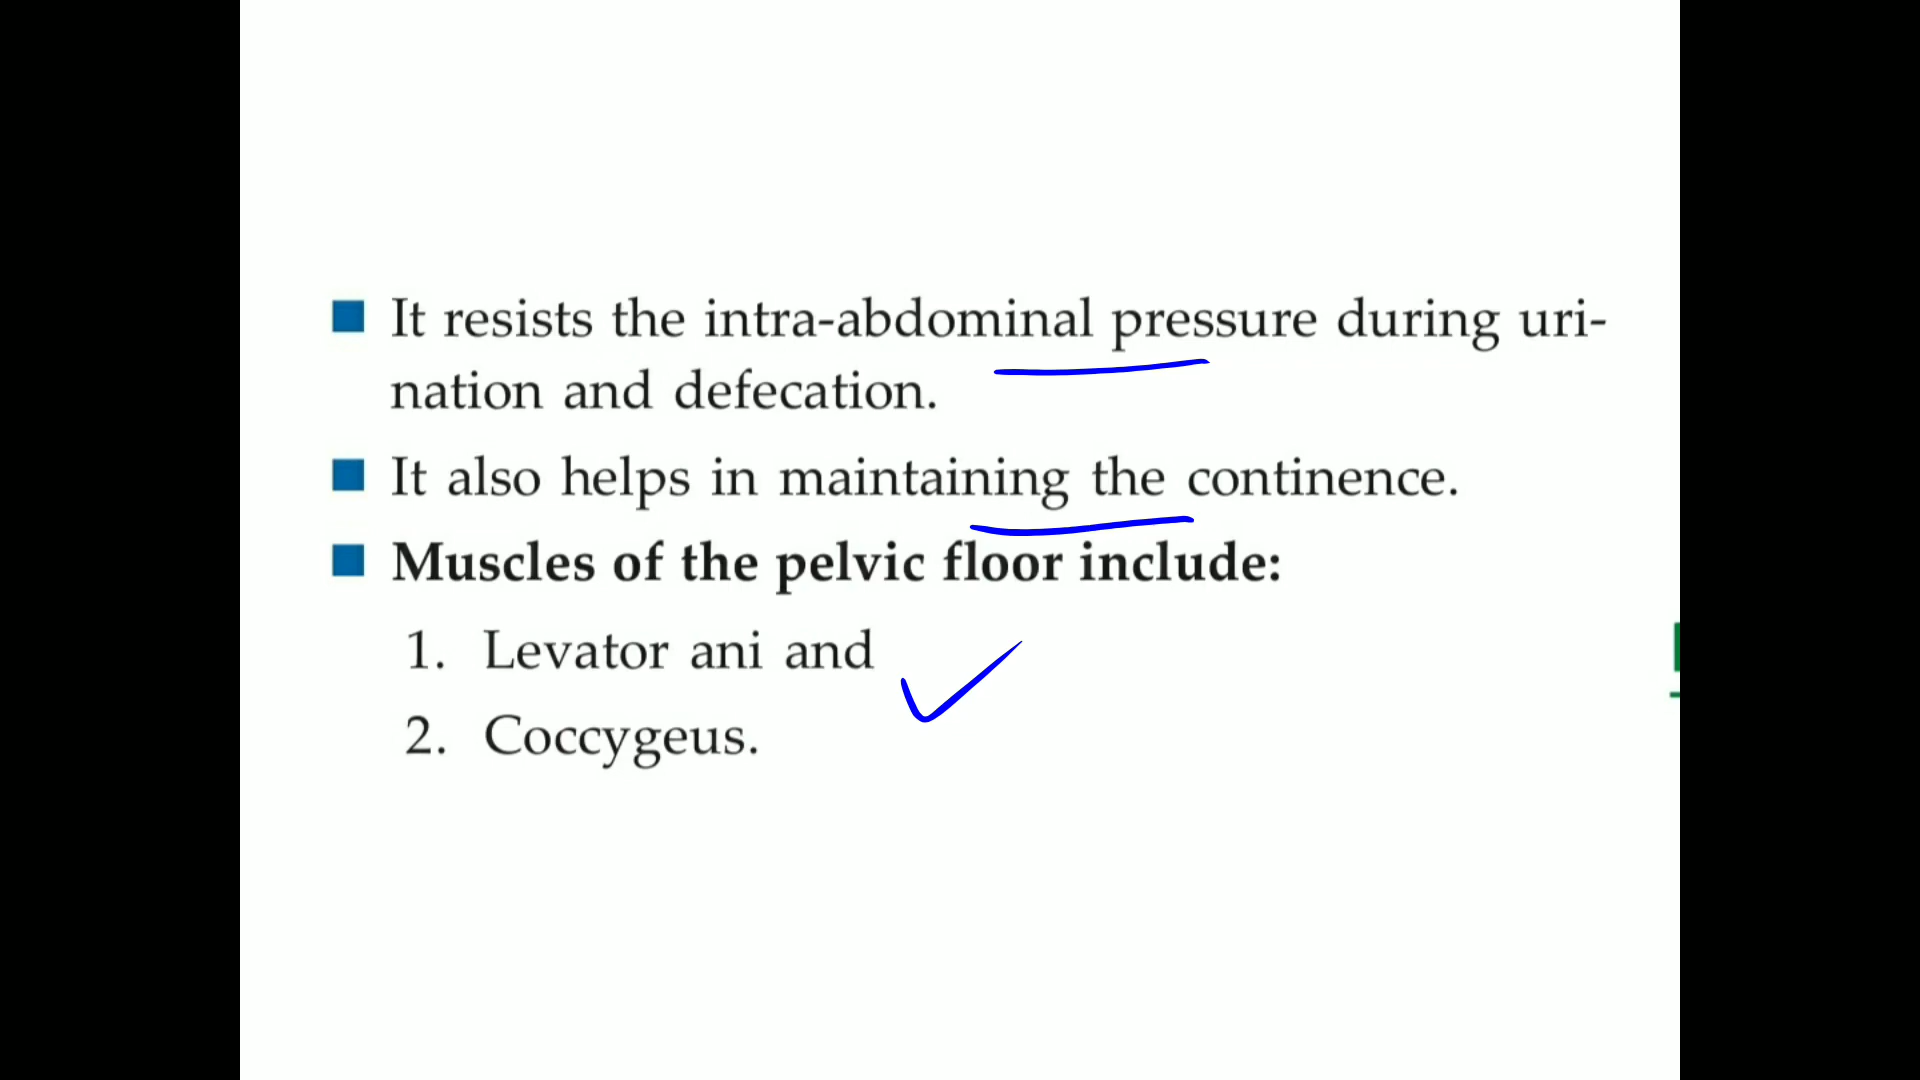 It resists the intra-abdominal pressure during uri-
nation and defecation.
It also helps in maintaining the continence.
Muscles of the pelvic floor include:
1. Levator ani and
2. Coccygeus.